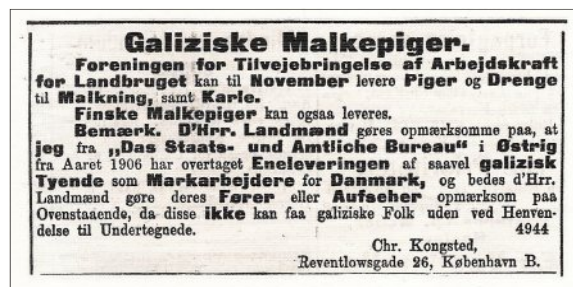 Galiziske Malkepiger.
Foreningen for Tilvejebringelse af Arbejdskraft
for Landbruget kan til November levere Piger og Drenge
til Malkning, samt Karle.
Finske Malkepiger kan ogsaa leveres.
Bemærk. D'Hrr. Landmænd gøres opmærksomme paa, at
jeg fra „Das Staats- und Amtliche Bureau“ i Østrig
fra Aaret 1906 har overtaget Eneleveringen af saavel galizisk
Tyende som Markarbejdere for Danmark, og bedes d'Hrr.
Landmænd gøre deres Fører eller Aufseher opmærksom paa
Ovenstaaende, da disse ikke kan faa galiziske Folk uden ved Henven-
delse til Undertegnede. 4944
Chr. Kongsted,
Reventlowsgade 26, København B.